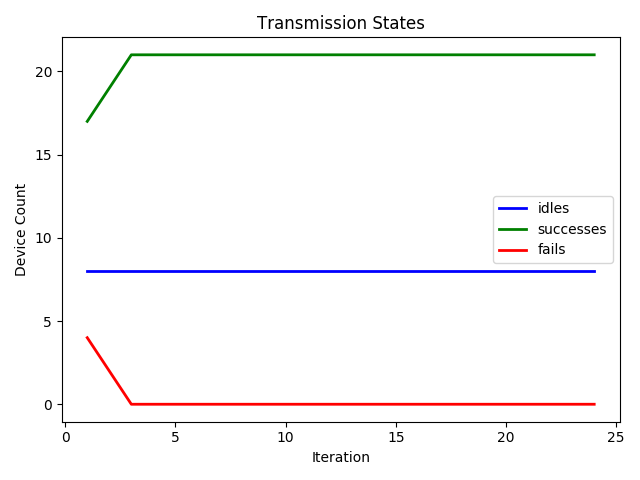 Transmission States
Device Count
20
15
10
5
0
idles
successes
fails
0 5 10 15 20 25
Iteration